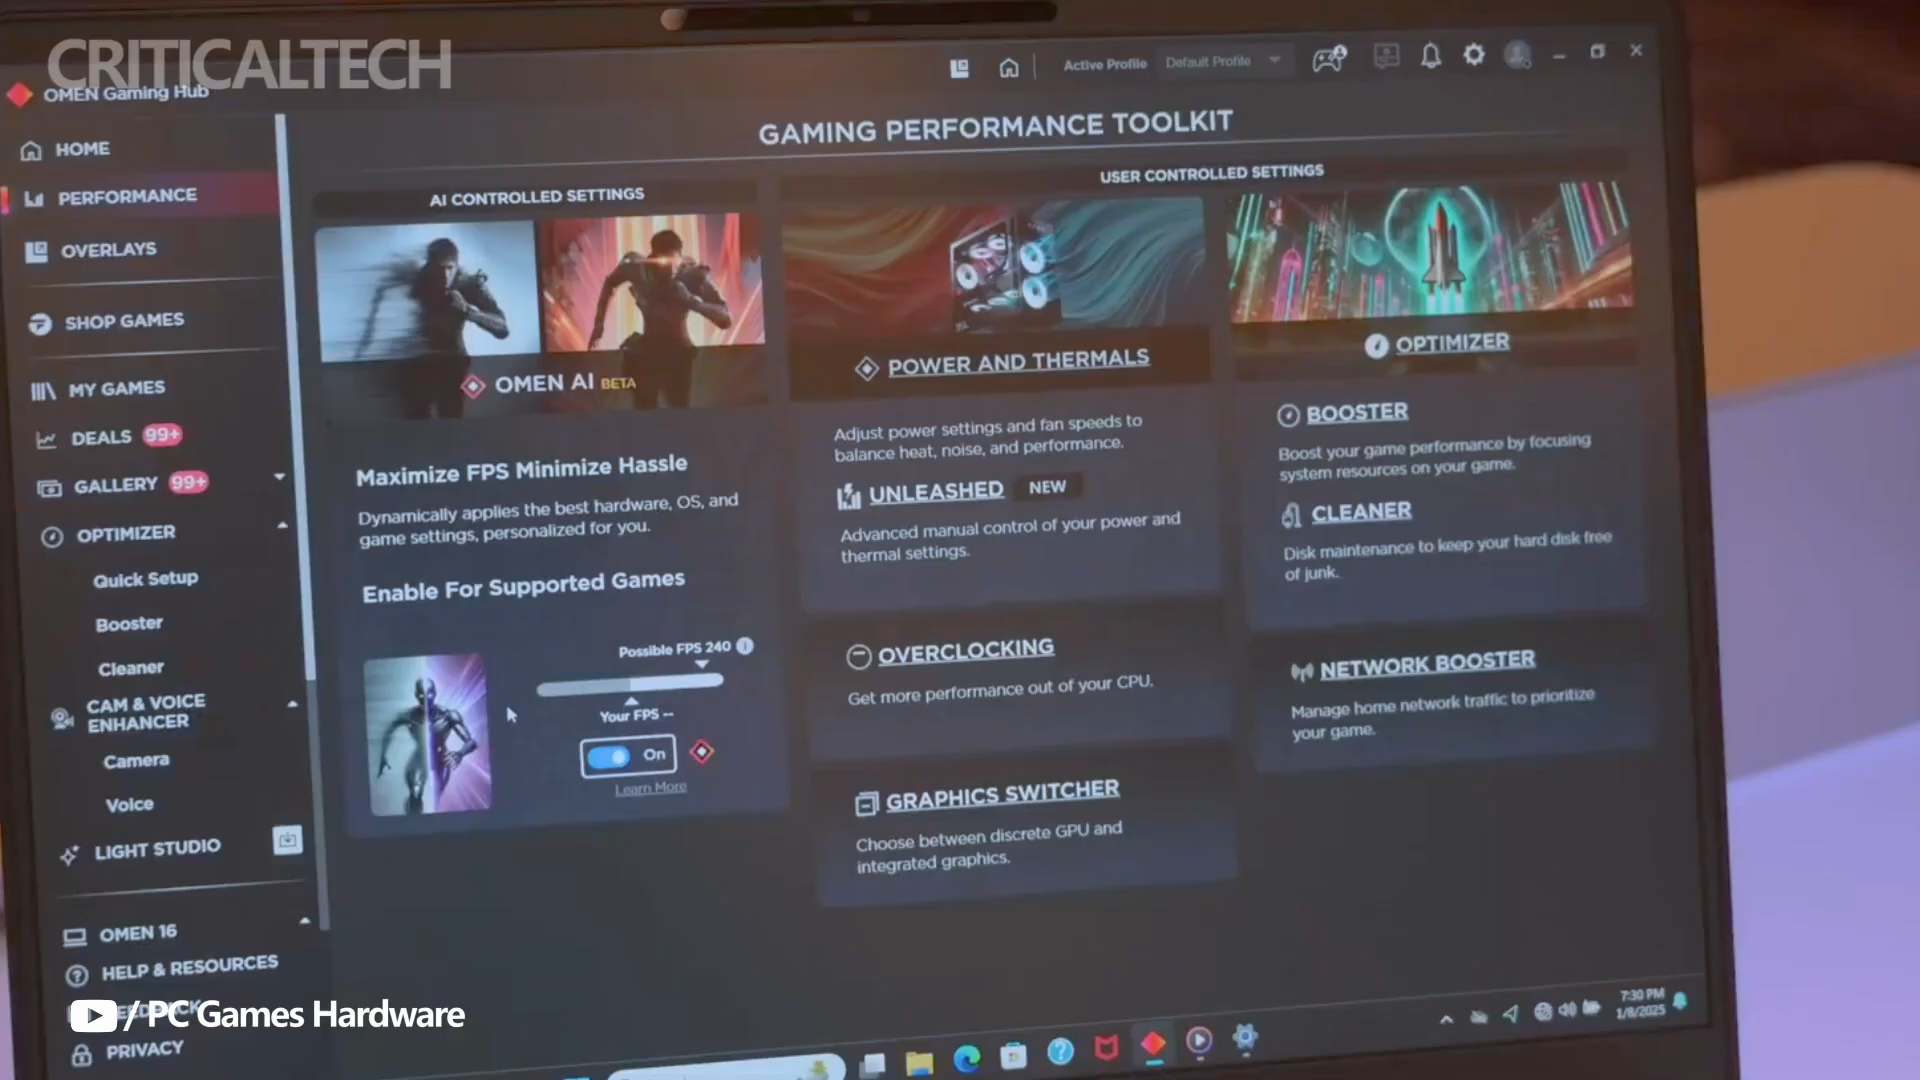 CRITICALTECH
OMEN Gaming Hub
Active Profile
Default Profile
HOME
PERFORMANCE
OVERLAYS
SHOP GAMES
MY GAMES
DEALS 99+
GALLERY 99+
OPTIMIZER
Quick Setup
Booster
Cleaner
CAM & VOICE
ENHANCER
Camera
Voice
LIGHT STUDIO
OMEN 16
HELP & RESOURCES
FEEDBACK
PRIVACY
GAMING PERFORMANCE TOOLKIT
AI CONTROLLED SETTINGS
OMEN AI BETA
Maximize FPS Minimize Hassle
Dynamically applies the best hardware, OS, and
game settings, personalized for you.
Enable For Supported Games
Possible FPS 240
Your FPS --
On
Learn More
USER CONTROLLED SETTINGS
POWER AND THERMALS
Adjust power settings and fan speeds to
balance heat, noise, and performance.
UNLEASHED NEW
Advanced manual control of your power and
thermal settings.
OVERCLOCKING
Get more performance out of your CPU.
GRAPHICS SWITCHER
Choose between discrete GPU and
integrated graphics.
OPTIMIZER
BOOSTER
Boost your game performance by focusing
system resources on your game.
CLEANER
Disk maintenance to keep your hard disk free
of junk.
NETWORK BOOSTER
Manage home network traffic to prioritize
your game.
/PC Games Hardware
7:30 PM
1/8/2025